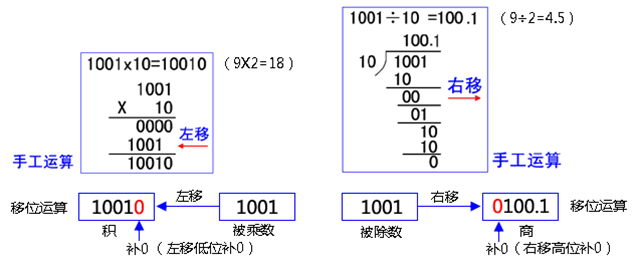 1001x10=10010 (9X2=18)
1001
X 10
0000
1001 左移
10010
手工运算
移位运算 10010 左移 1001
积 被乘数
补0(左移低位补0)
1001÷10 =100.1 (9÷2=4.5)
100.1
10 1001
10
00 右移
01
10
10
0
手工运算
1001 右移 0100.1 移位运算
被除数 商
补0(右移高位补0)